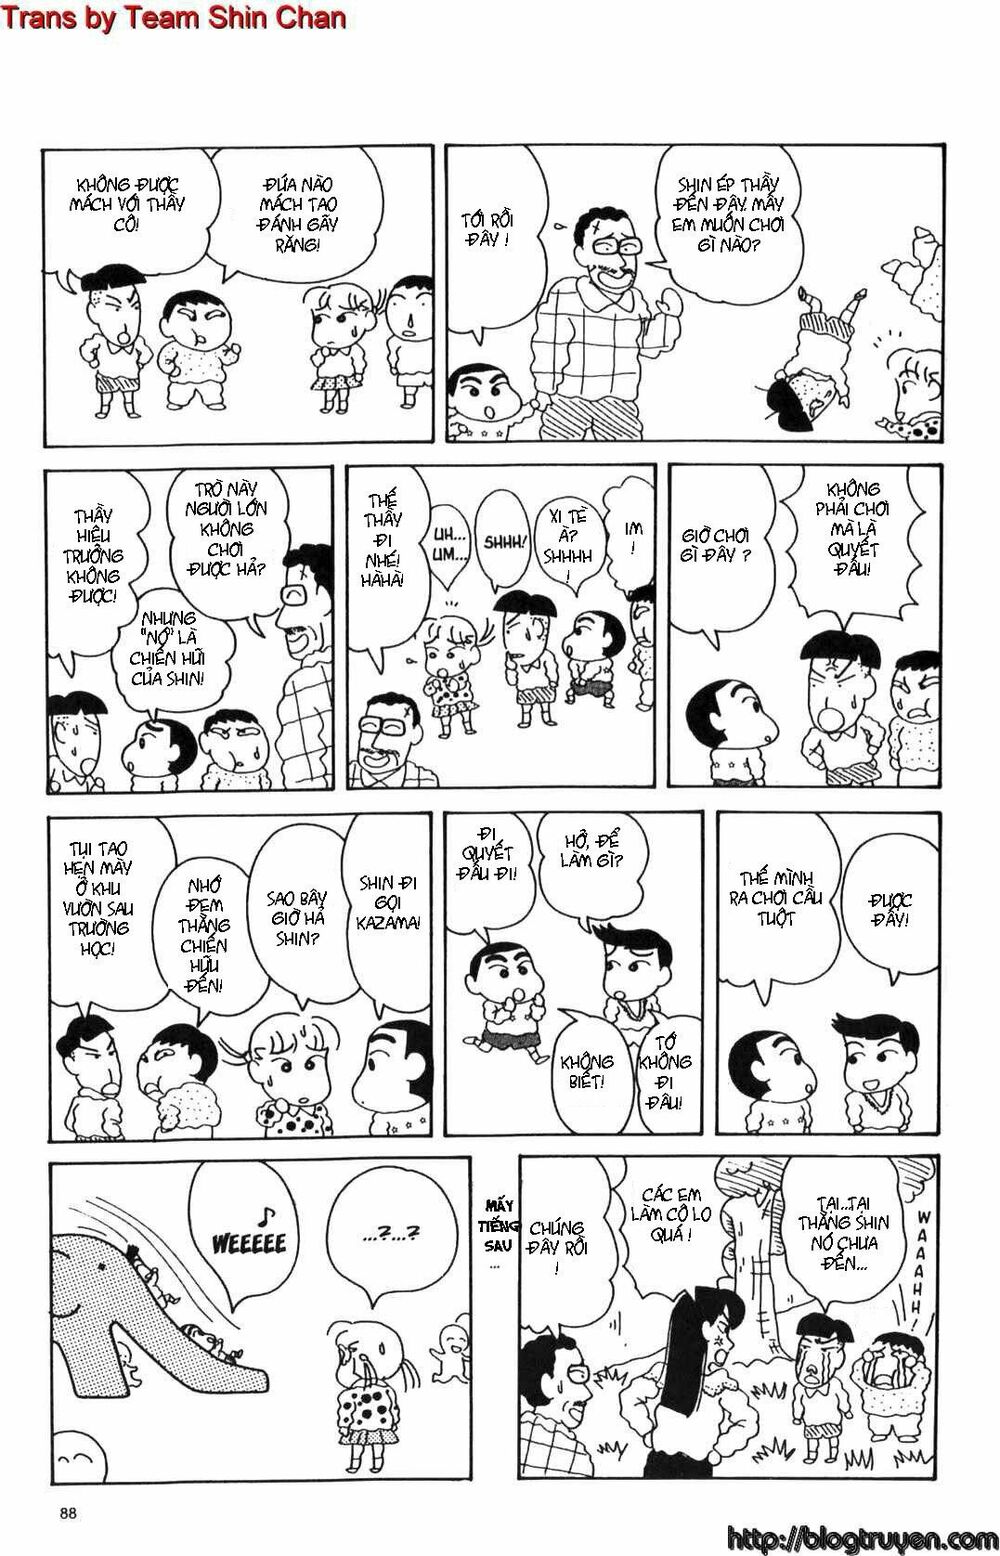 Trans by Team Shin Chan
KHÔNG ĐƯỢC
MÁCH VỚI THẦY
CÔ!
ĐỨA NÀO
MÁCH TAO
ĐÁNH GÃY
RĂNG!
TỚI RỒI
ĐÂY !
SHIN ÉP THẦY
ĐẾN ĐÂY. MẤY
EM MUỐN CHƠI
GÌ NÀO?
THẦY
HIỆU
TRƯỞNG
KHÔNG
ĐƯỢC!
NHƯNG
"NÓ" LÀ
CHIẾN HỮU
CỦA SHIN!
TRÒ NÀY
NGƯỜI LỚN
KHÔNG
CHƠI
ĐƯỢC HẢ?
THẾ
THẦY
ĐI
NHÉ!
HÀHÀ!
UH...
UM...
SHHH!
XI TÈ
À?
SHHHH
!
IM
!
GIỜ CHƠI
GÌ ĐÂY ?
KHÔNG
PHẢI CHƠI
MÀ LÀ
QUYẾT
ĐẤU!
TỤI TAO
HẸN MÀY
Ở KHU
VƯỜN SAU
TRƯỜNG
HỌC!
NHỚ
ĐEM
THẰNG
CHIẾN
HỮU
ĐẾN!
SAO BÂY
GIỜ HẢ
SHIN?
SHIN ĐI
GỌI
KAZAMA!
ĐI
QUYẾT
ĐẤU ĐI!
HỞ, ĐỂ
LÀM GÌ?
KHÔNG
BIẾT!
TỚ
KHÔNG
ĐI
ĐÂU!
THẾ MÌNH
RA CHƠI CẦU
TUỘT
ĐƯỢC
ĐẤY!
WEEEEE
...?...?
MẤY
TIẾNG
SAU
...
CHÚNG
ĐÂY RỒI
!
CÁC EM
LÀM CÔ LO
QUÁ !
TẠI...TẠI
THẰNG SHIN
NÓ CHƯA
ĐẾN...
WAAAHH!
88
http://blogtruyen.com